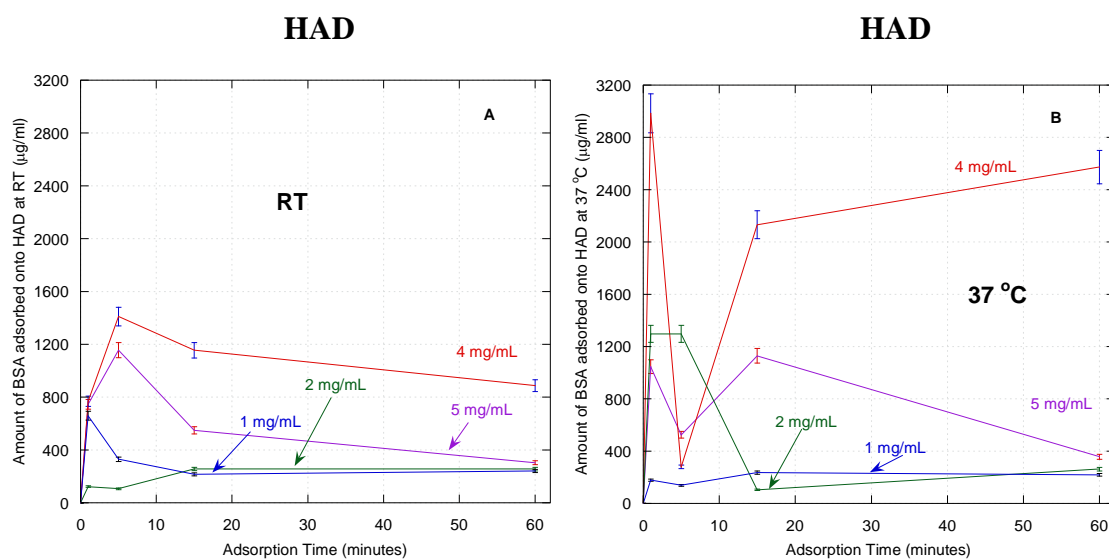 HAD
Amount of BSA adsorbed onto HAD at RT (µg/ml)
3200
2800
2400
2000
1600
1200
800
400
0
A
RT
4 mg/mL
2 mg/mL
5 mg/mL
1 mg/mL
0 10 20 30 40 50 60
Adsorption Time (minutes)
HAD
Amount of BSA adsorbed onto HAD at 37 °C (µg/ml)
3200
2800
2400
2000
1600
1200
800
400
0
B
4 mg/mL
37 °C
5 mg/mL
2 mg/mL
1 mg/mL
0 10 20 30 40 50 60
Adsorption Time (minutes)